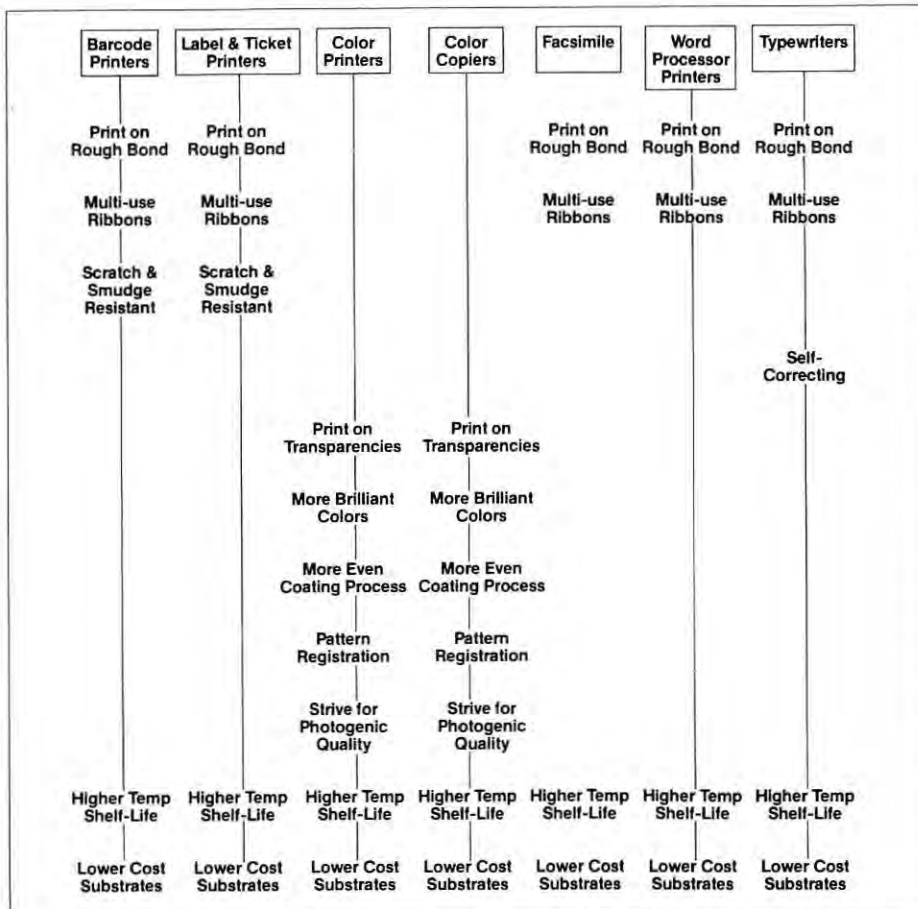 Barcode
Printers
Label & Ticket
Printers
Color
Printers
Color
Copiers
Facsimile
Word
Processor
Printers
Typewriters
Print on
Rough Bond
Print on
Rough Bond
Print on
Rough Bond
Print on
Rough Bond
Print on
Rough Bond
Multi-use
Ribbons
Multi-use
Ribbons
Multi-use
Ribbons
Multi-use
Ribbons
Multi-use
Ribbons
Scratch &
Smudge
Resistant
Scratch &
Smudge
Resistant
Self-
Correcting
Print on
Transparencies
Print on
Transparencies
More Brilliant
Colors
More Brilliant
Colors
More Even
Coating Process
More Even
Coating Process
Pattern
Registration
Pattern
Registration
Strive for
Photogenic
Quality
Strive for
Photogenic
Quality
Higher Temp
Shelf-Life
Higher Temp
Shelf-Life
Higher Temp
Shelf-Life
Higher Temp
Shelf-Life
Higher Temp
Shelf-Life
Higher Temp
Shelf-Life
Higher Temp
Shelf-Life
Lower Cost
Substrates
Lower Cost
Substrates
Lower Cost
Substrates
Lower Cost
Substrates
Lower Cost
Substrates
Lower Cost
Substrates
Lower Cost
Substrates